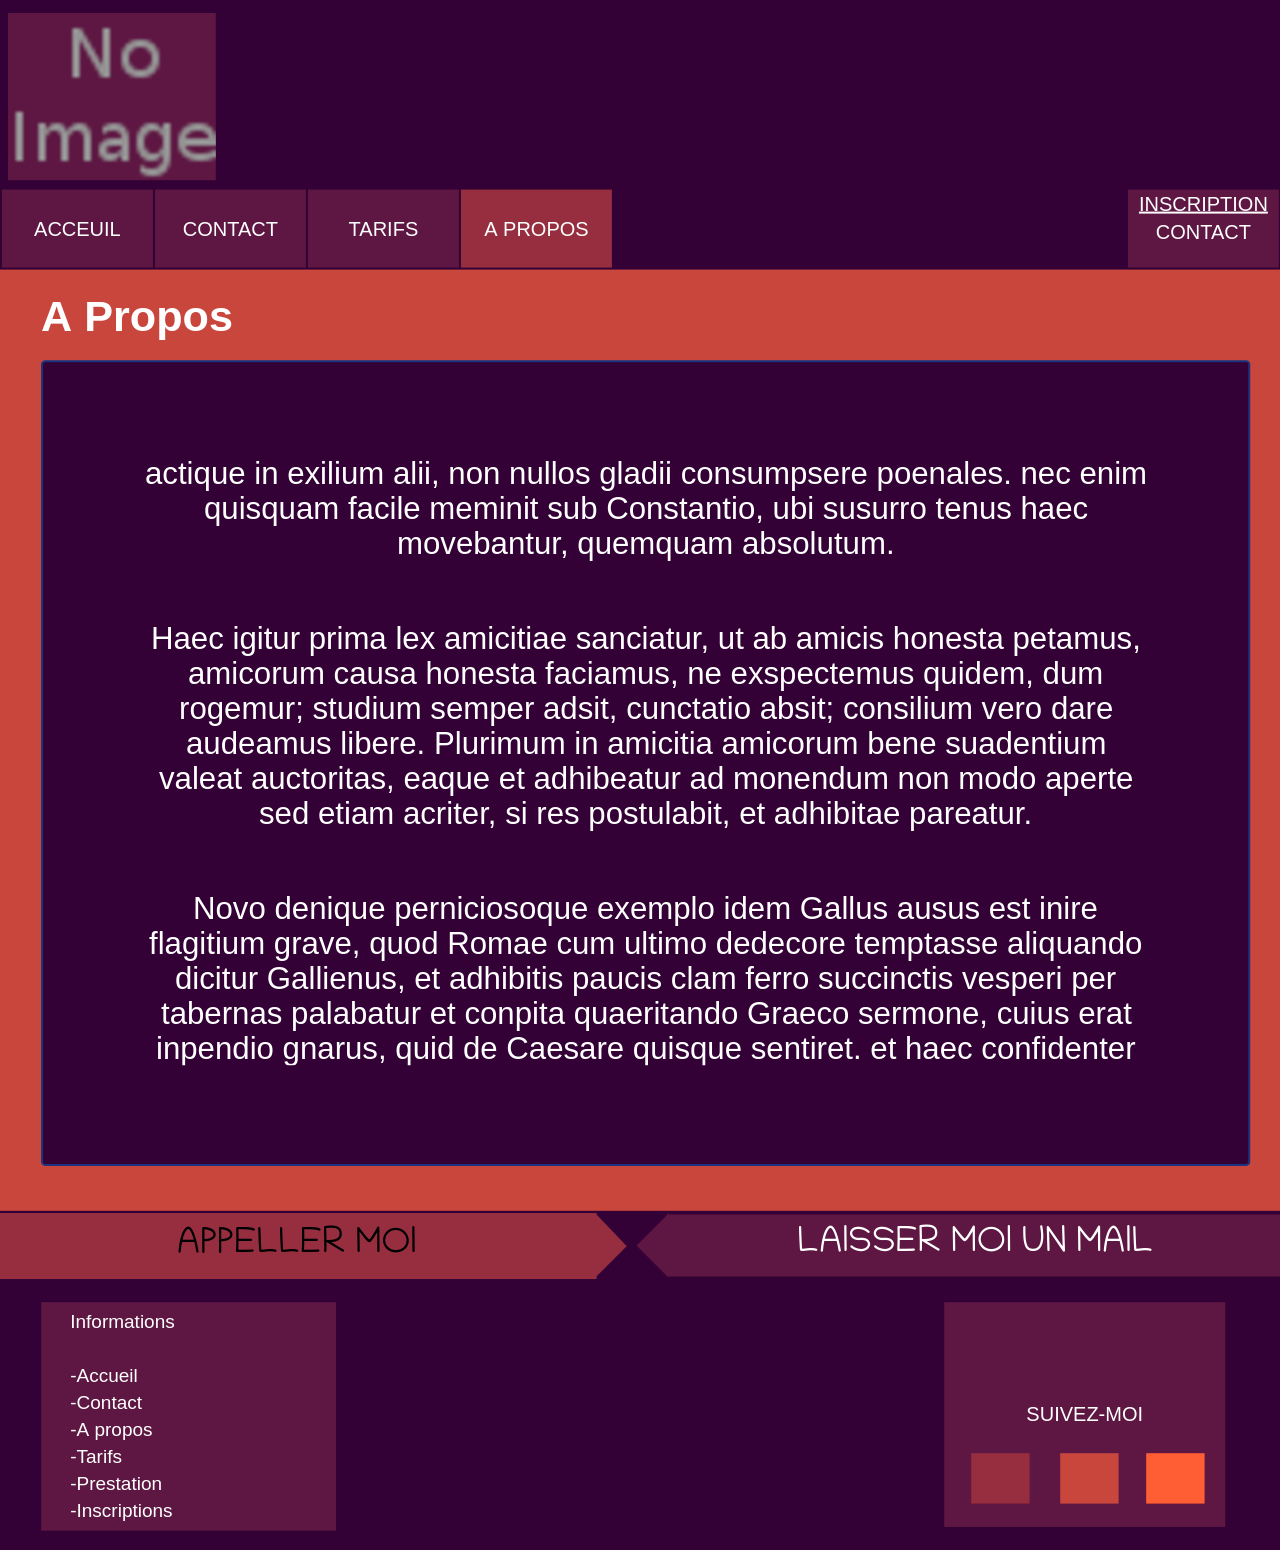 No
Image
ACCEUIL
CONTACT
TARIFS
A PROPOS
INSCRIPTION
CONTACT
A Propos
actique in exilium alii, non nullos gladii consumpsere poenales. nec enim
quisquam facile meminit sub Constantio, ubi susurro tenus haec
movebantur, quemquam absolutum.
Haec igitur prima lex amicitiae sanciatur, ut ab amicis honesta petamus,
amicorum causa honesta faciamus, ne exspectemus quidem, dum
rogemur; studium semper adsit, cunctatio absit; consilium vero dare
audeamus libere. Plurimum in amicitia amicorum bene suadentium
valeat auctoritas, eaque et adhibeatur ad monendum non modo aperte
sed etiam acriter, si res postulabit, et adhibitae pareatur.
Novo denique perniciosoque exemplo idem Gallus ausus est inire
flagitium grave, quod Romae cum ultimo dedecore temptasse aliquando
dicitur Gallienus, et adhibitis paucis clam ferro succinctis vesperi per
tabernas palabatur et conpita quaeritando Graeco sermone, cuius erat
inpendio gnarus, quid de Caesare quisque sentiret. et haec confidenter
APPELLER MOI
LAISSER MOI UN MAIL
Informations
-Accueil
-Contact
-A propos
-Tarifs
-Prestation
-Inscriptions
SUIVEZ-MOI